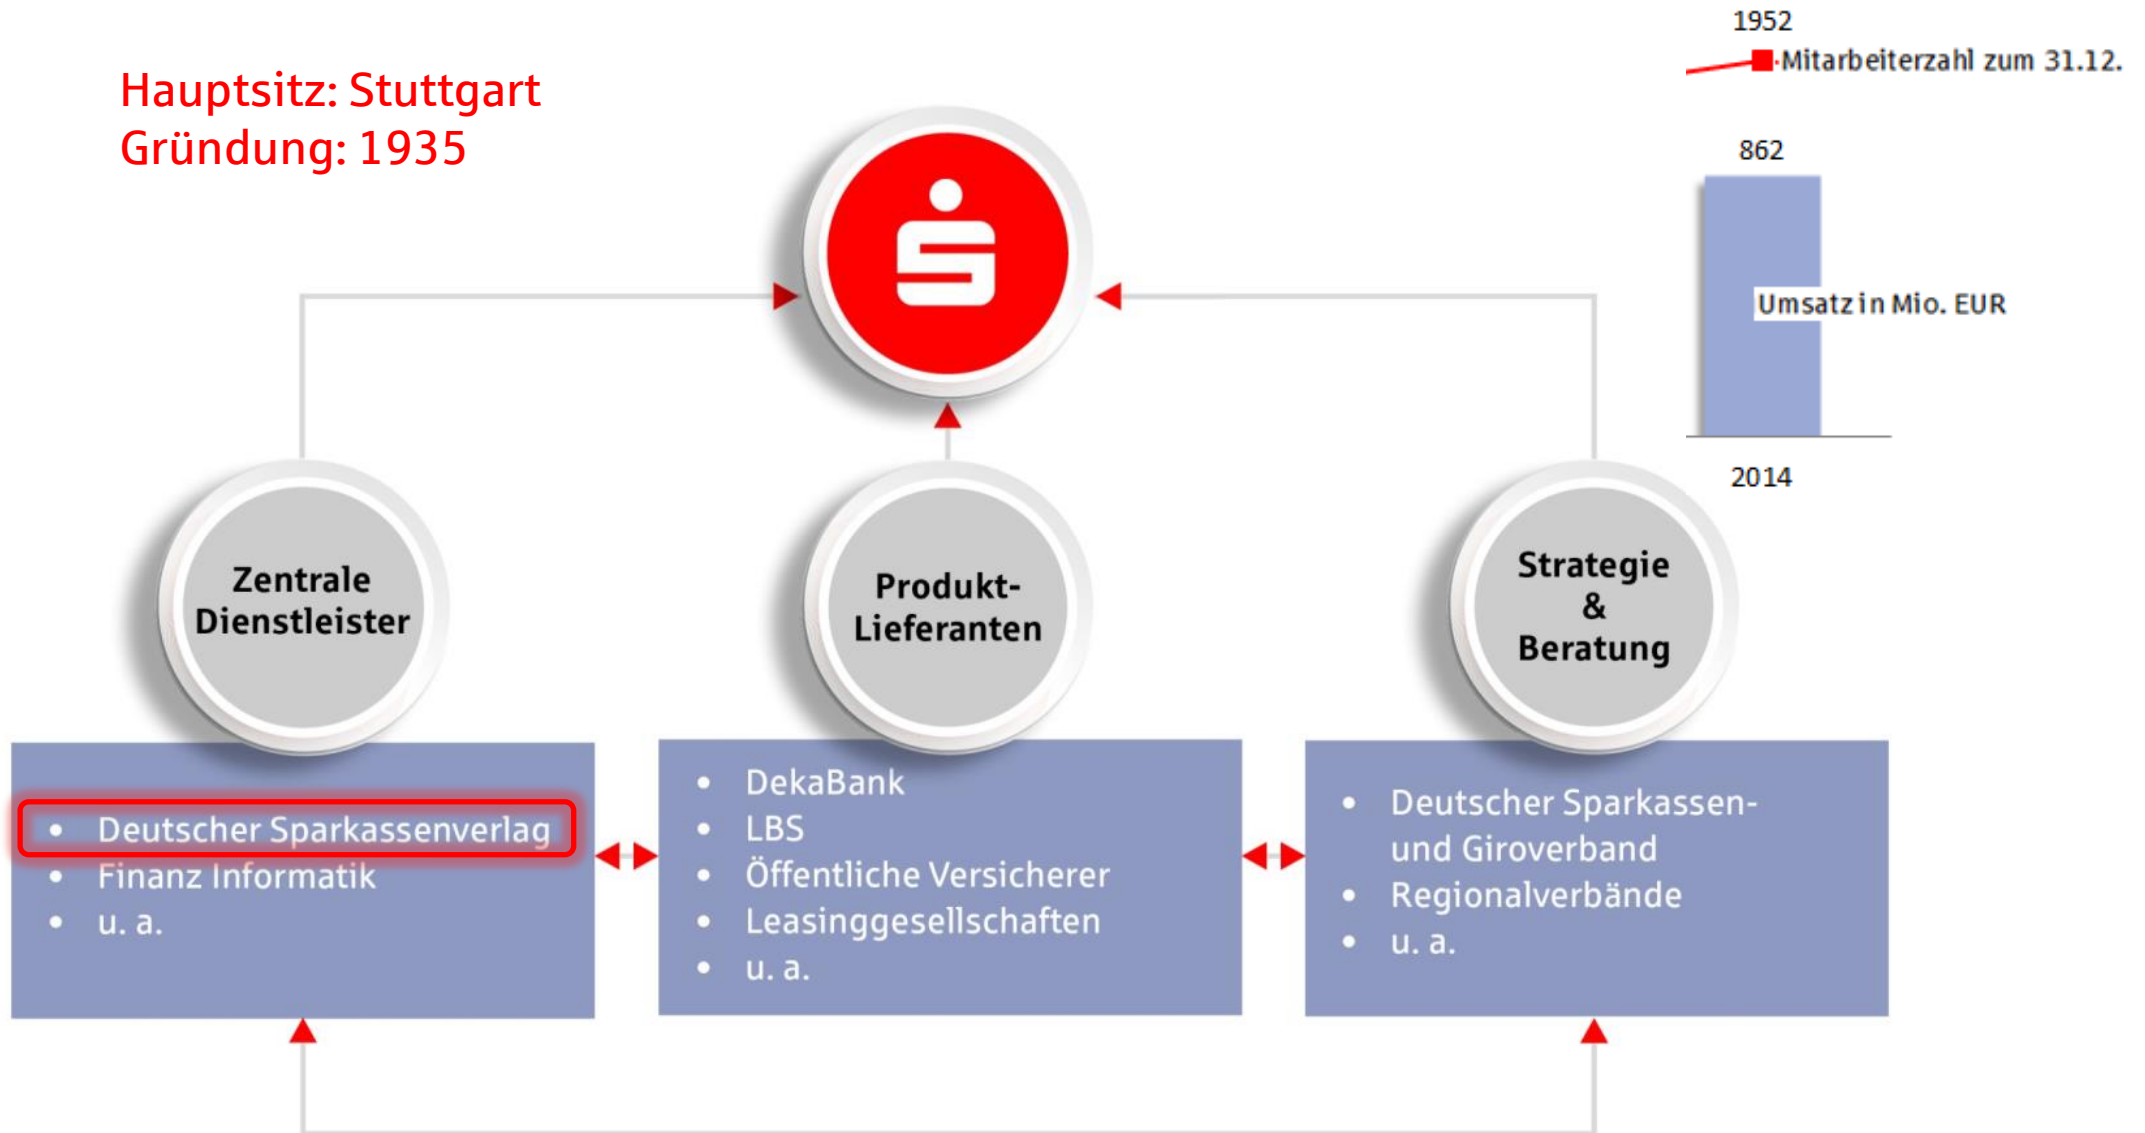 Hauptsitz: Stuttgart
Gründung: 1935
1952
Mitarbeiterzahl zum 31.12.
862
Umsatz in Mio. EUR
2014
Zentrale
Dienstleister
Produkt-
Lieferanten
Strategie
&
Beratung
• Deutscher Sparkassenverlag
• Finanz Informatik
• u. a.
• DekaBank
• LBS
• Öffentliche Versicherer
• Leasinggesellschaften
• u. a.
• Deutscher Sparkassen-
und Giroverband
• Regionalverbände
• u. a.